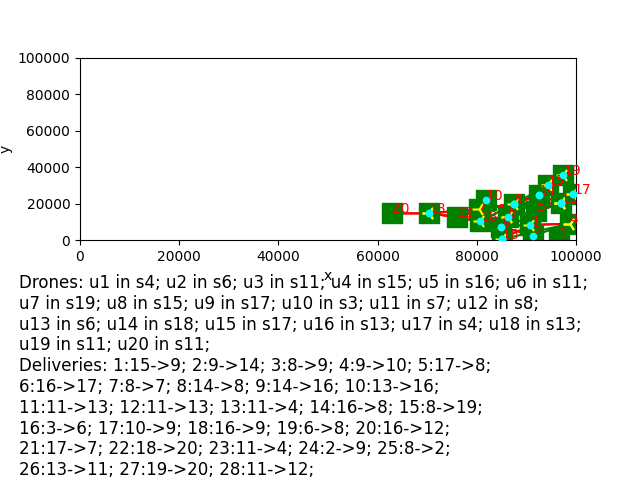 100000
80000
60000
40000
20000
0
y
0 20000 40000 60000 80000 100000
x
20
19
17
Drones: u1 in s4; u2 in s6; u3 in s11; u4 in s15; u5 in s16; u6 in s11;
u7 in s19; u8 in s15; u9 in s17; u10 in s3; u11 in s7; u12 in s8;
u13 in s6; u14 in s18; u15 in s17; u16 in s13; u17 in s4; u18 in s13;
u19 in s11; u20 in s11;
Deliveries: 1:15->9; 2:9->14; 3:8->9; 4:9->10; 5:17->8;
6:16->17; 7:8->7; 8:14->8; 9:14->16; 10:13->16;
11:11->13; 12:11->13; 13:11->4; 14:16->8; 15:8->19;
16:3->6; 17:10->9; 18:16->9; 19:6->8; 20:16->12;
21:17->7; 22:18->20; 23:11->4; 24:2->9; 25:8->2;
26:13->11; 27:19->20; 28:11->12;